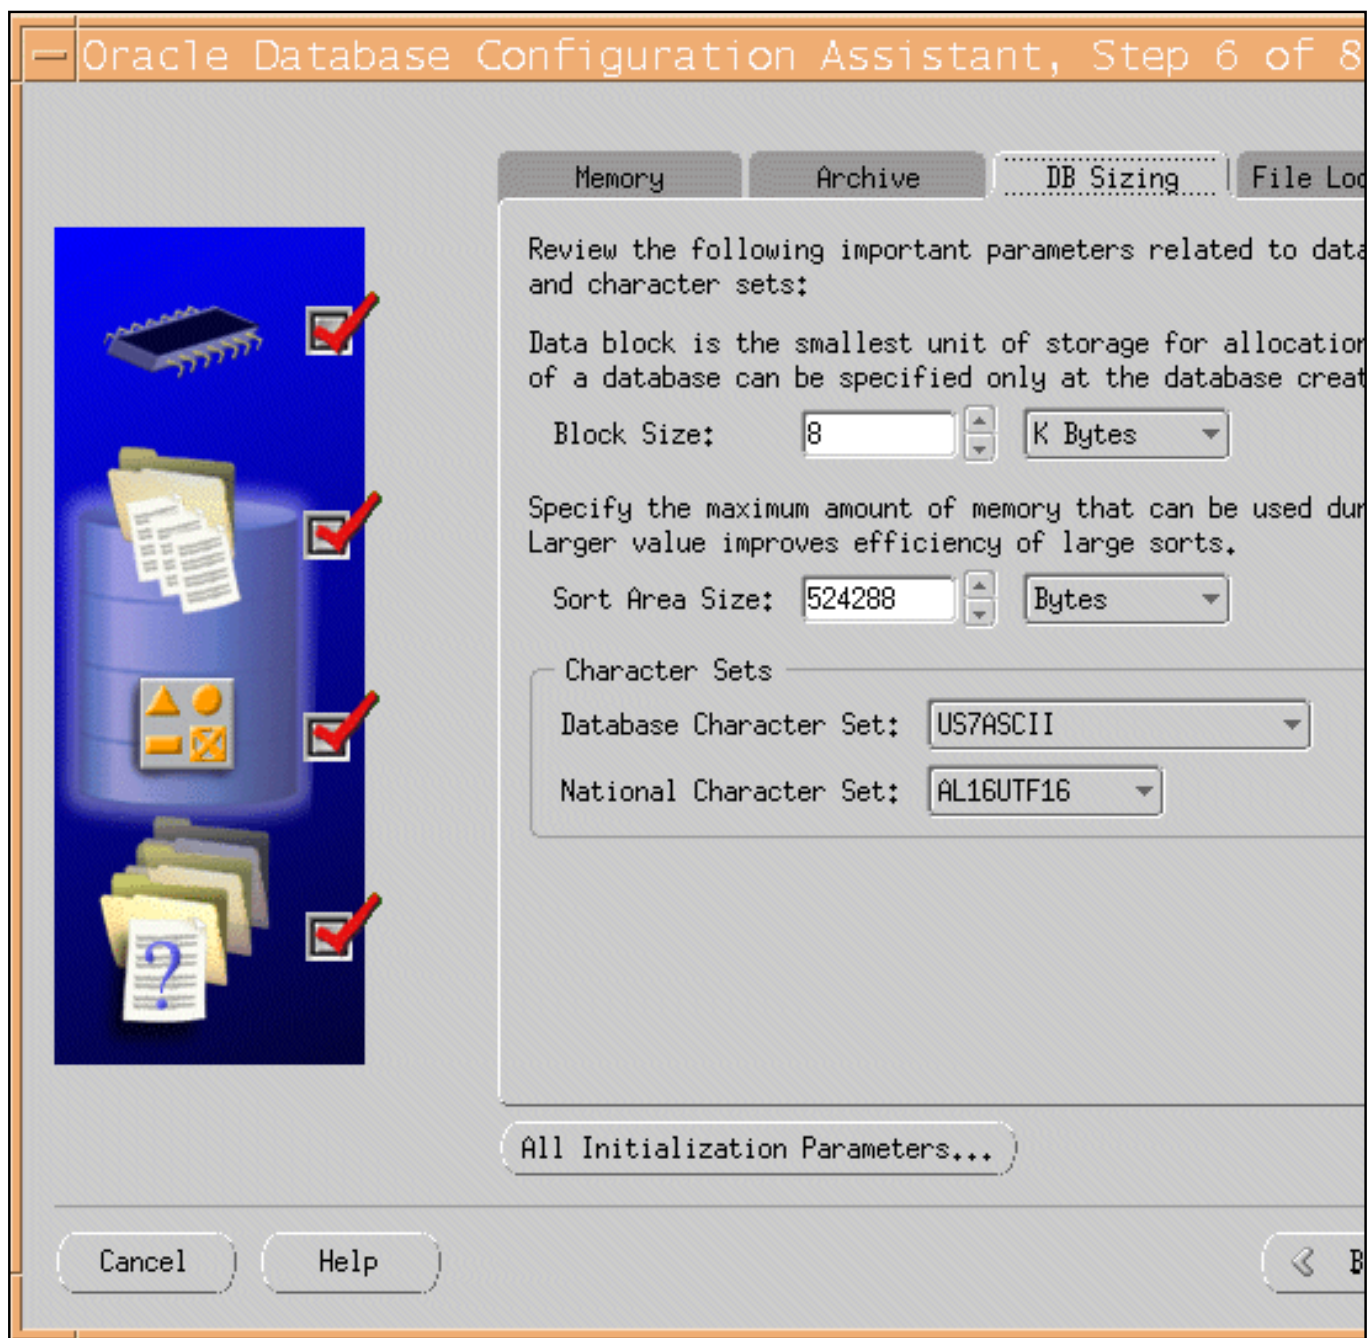 Oracle Database Configuration Assistant, Step 6 of 8
Memory
Archive
DB Sizing
File Loc
Review the following important parameters related to data
and character sets:
Data block is the smallest unit of storage for allocation
of a database can be specified only at the database creat
Block Size: 8 K Bytes
Specify the maximum amount of memory that can be used dur
Larger value improves efficiency of large sorts.
Sort Area Size: 524288 Bytes
Character Sets
Database Character Set: US7ASCII
National Character Set: AL16UTF16
?
All Initialization Parameters...
Cancel
Help
B